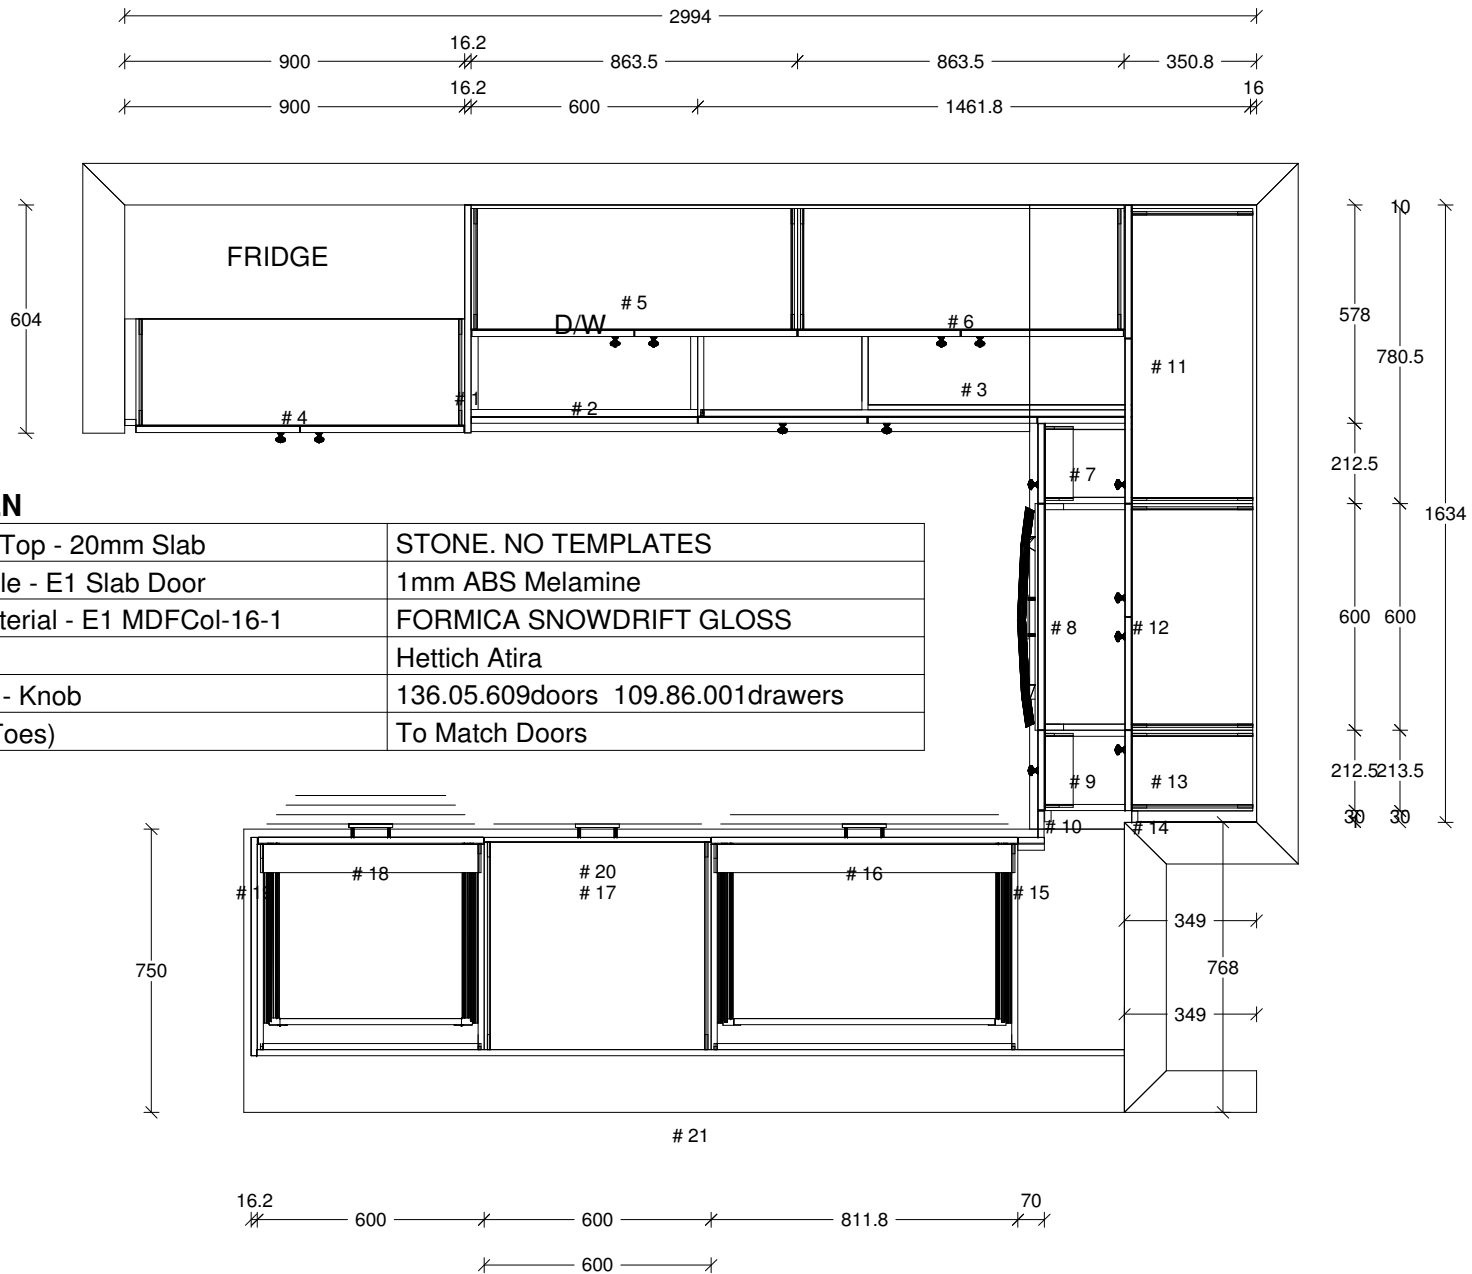 2994
16.2
900 863.5 863.5 350.8
16.2 16
900 600 1461.8
10
FRIDGE
# 5
604 D/W # 6 578
780.5
# 11
# 1 # 2 # 3
# 4
212.5
# 7
EN
1634
Top - 20mm Slab STONE. NO TEMPLATES
le - E1 Slab Door 1mm ABS Melamine
terial - E1 MDFCol-16-1 FORMICA SNOWDRIFT GLOSS
Hettich Atira
- Knob 136.05.609doors 109.86.001drawers
Toes) To Match Doors
# 8 # 12 600 600
# 9 # 13 212.5 213.5
# 10 # 14 30 30
# 18 # 20 # 16
# 17 # 15
349
750 768
349
# 21
16.2 70
600 600 811.8
600